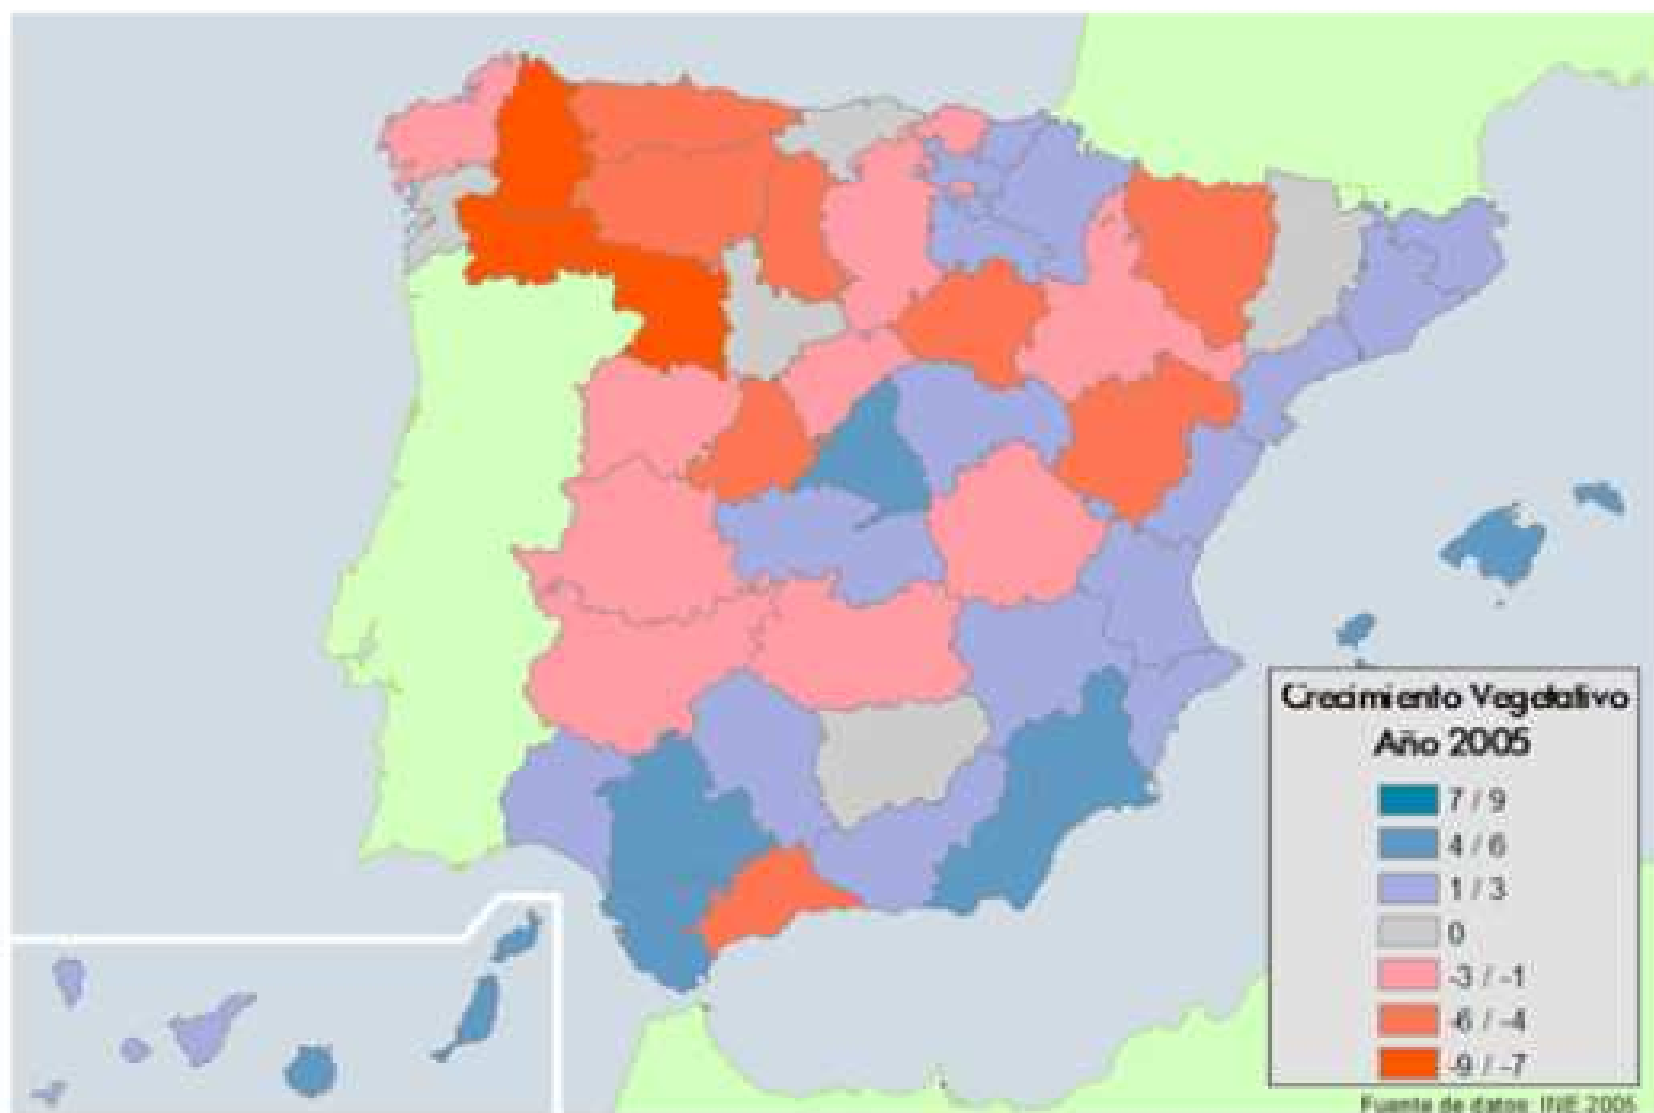 Crecimiento Vegetativo
Año 2005
7 / 9
4 / 6
1 / 3
0
-3 / -1
-6 / -4
-9 / -7
Fuente de datos: INE 2005